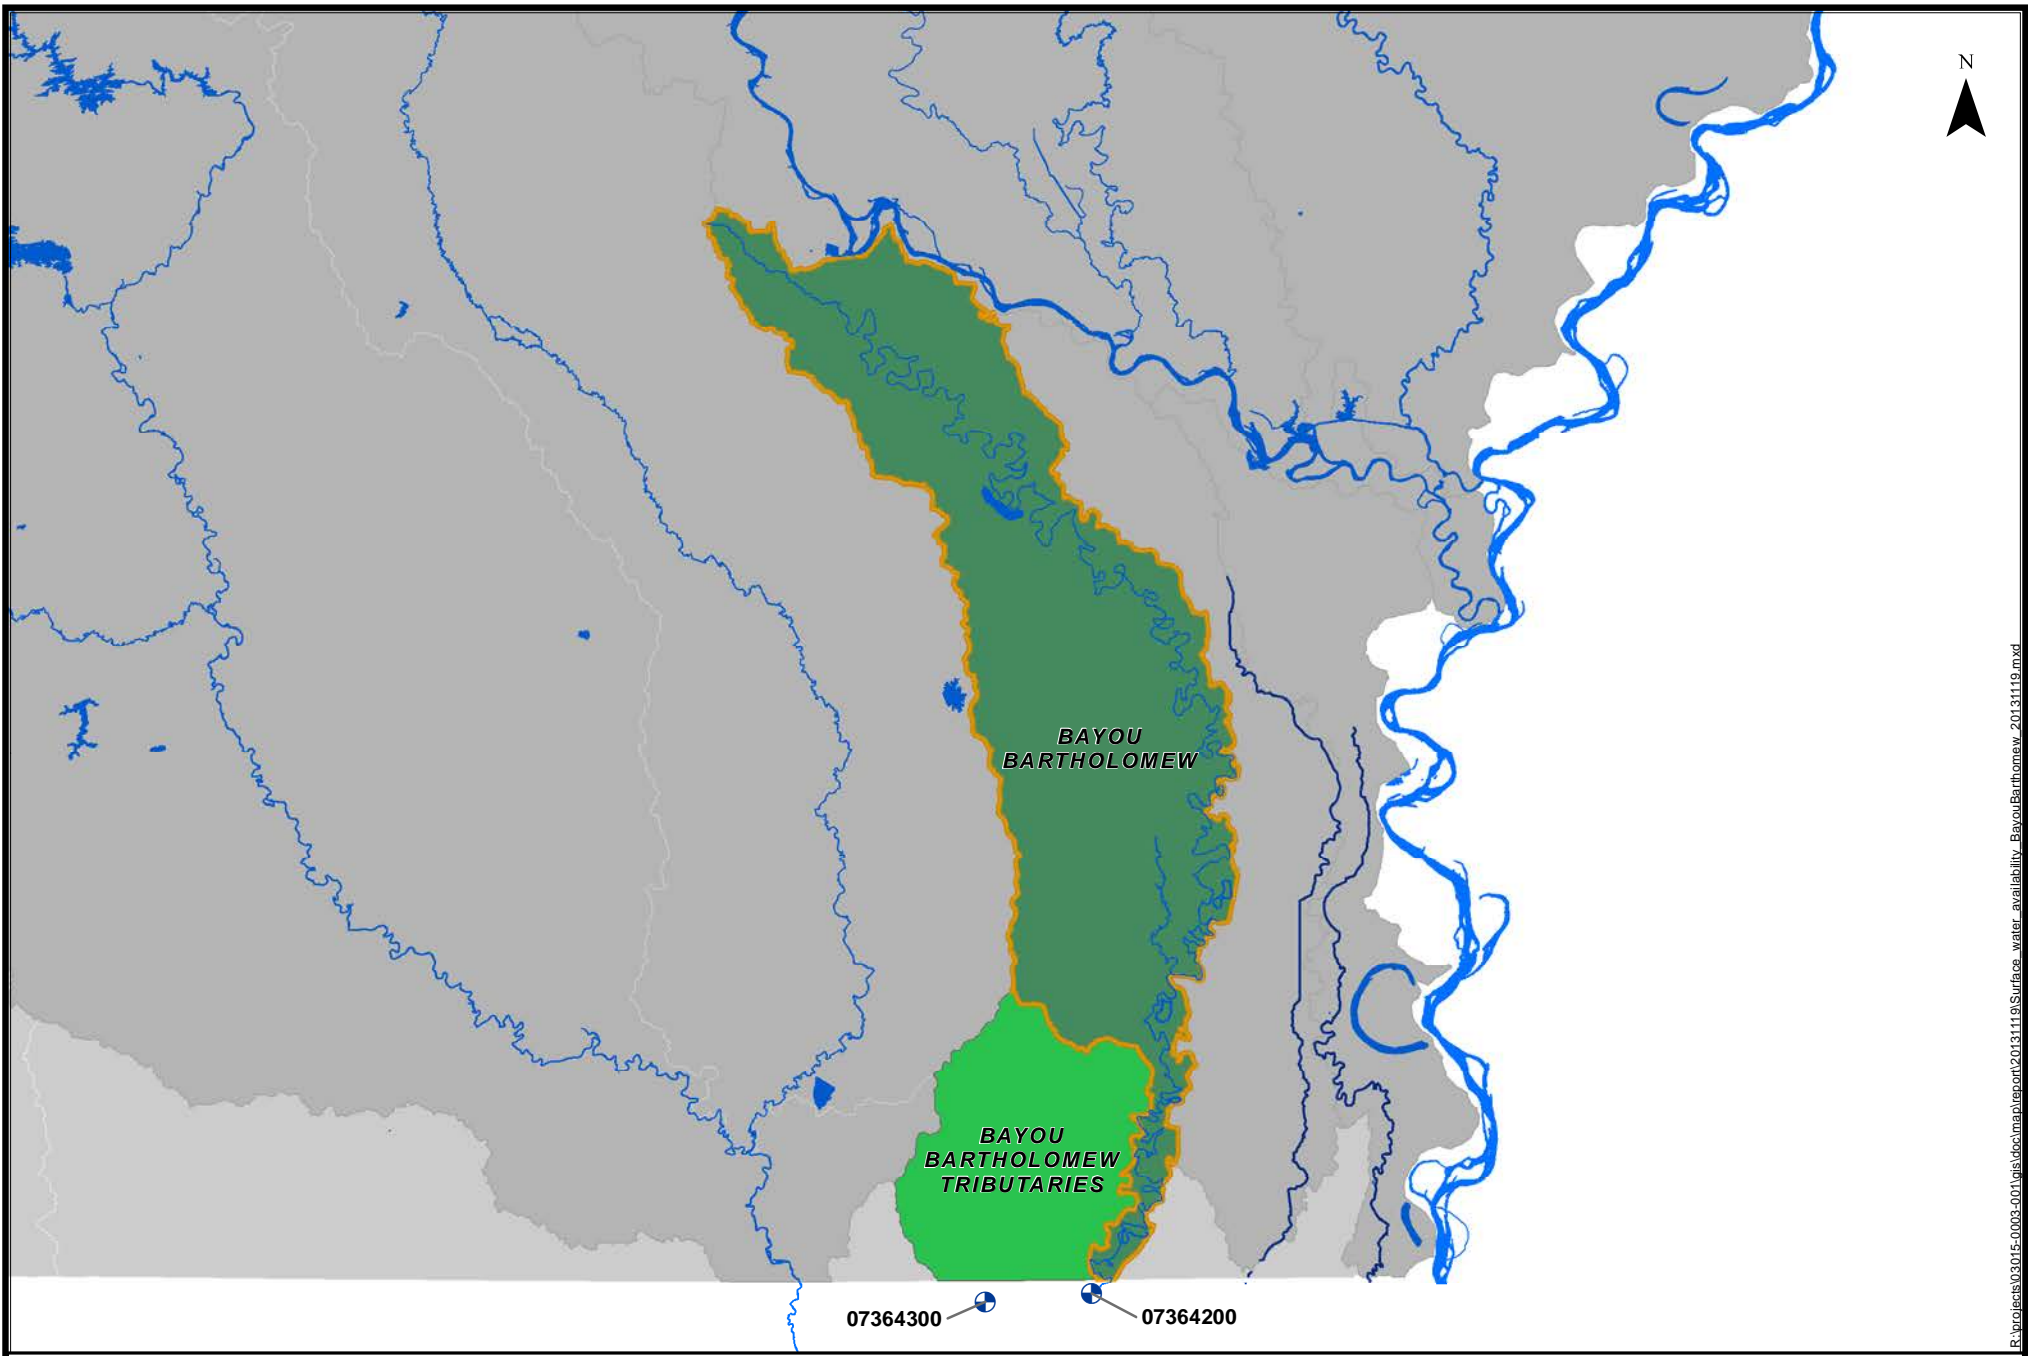 N
BAYOU
BARTHOLOMEW
BAYOU
BARTHOLOMEW
TRIBUTARIES
07364300
07364200
R:\projects\03015-0003-001\gis\doc\map\report\20131119\Surface_water_availability_BayouBarthomew_20131119.mxd